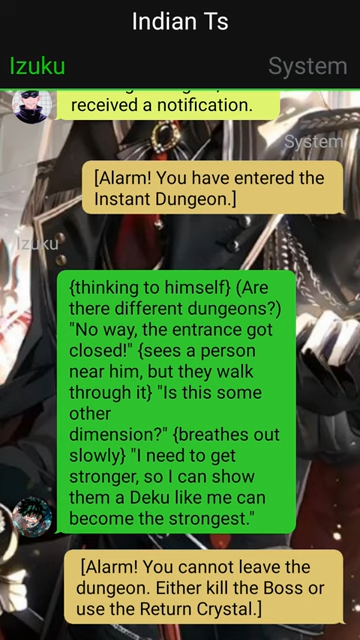 Indian Ts
Izuku
System
received a notification.
System
[Alarm! You have entered the
Instant Dungeon.]
Izuku
{thinking to himself} (Are
there different dungeons?)
"No way, the entrance got
closed!" {sees a person
near him, but they walk
through it} "Is this some
other
dimension?" {breathes out
slowly} "I need to get
stronger, so I can show
them a Deku like me can
become the strongest."
[Alarm! You cannot leave the
dungeon. Either kill the Boss or
use the Return Crystal.]